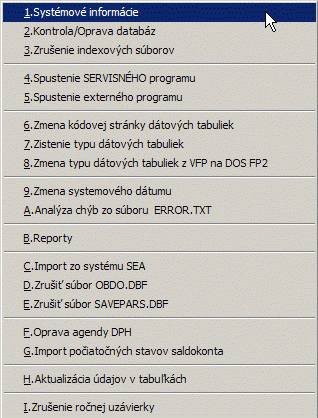 1.Systémové informácie
2.Kontrola/Oprava databáz
3.Zrušenie indexových súborov
4.Spustenie SERVISNÉHO programu
5.Spustenie externého programu
6.Zmena kódovej stránky dátových tabuliek
7.Zistenie typu dátových tabuliek
8.Zmena typu dátových tabuliek z VFP na DOS FP2
9.Zmena systemového dátumu
A.Analýza chýb zo súboru ERROR.TXT
B.Reporty
C.Import zo systému SEA
D.Zrušiť súbor OBDO.DBF
E.Zrušiť súbor SAVEPARS.DBF
F.Oprava agendy DPH
G.Import počiatočných stavov saldokonta
H.Aktualizácia údajov v tabuľkách
I.Zrušenie ročnej uzávierky